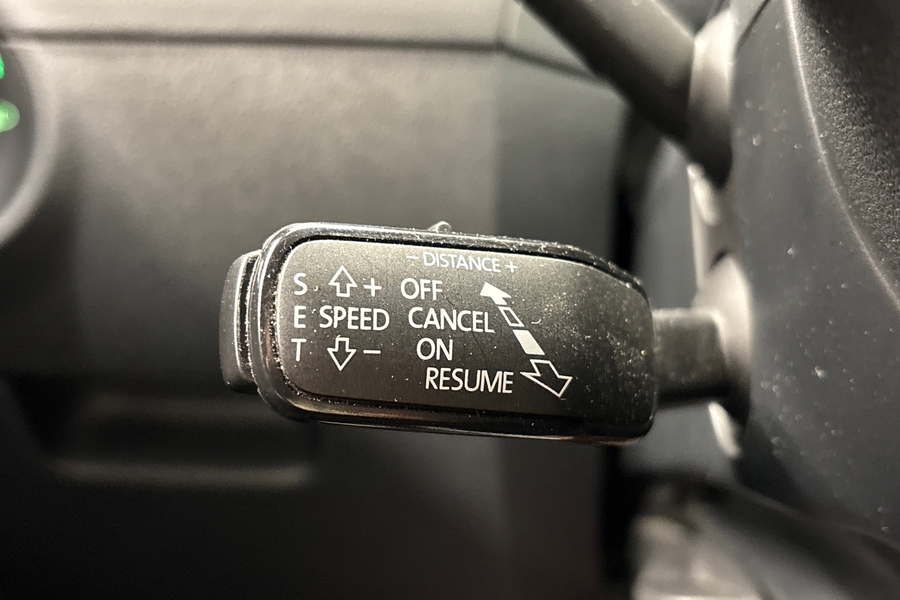 − DISTANCE +
S + OFF
E SPEED CANCEL
T − ON
RESUME